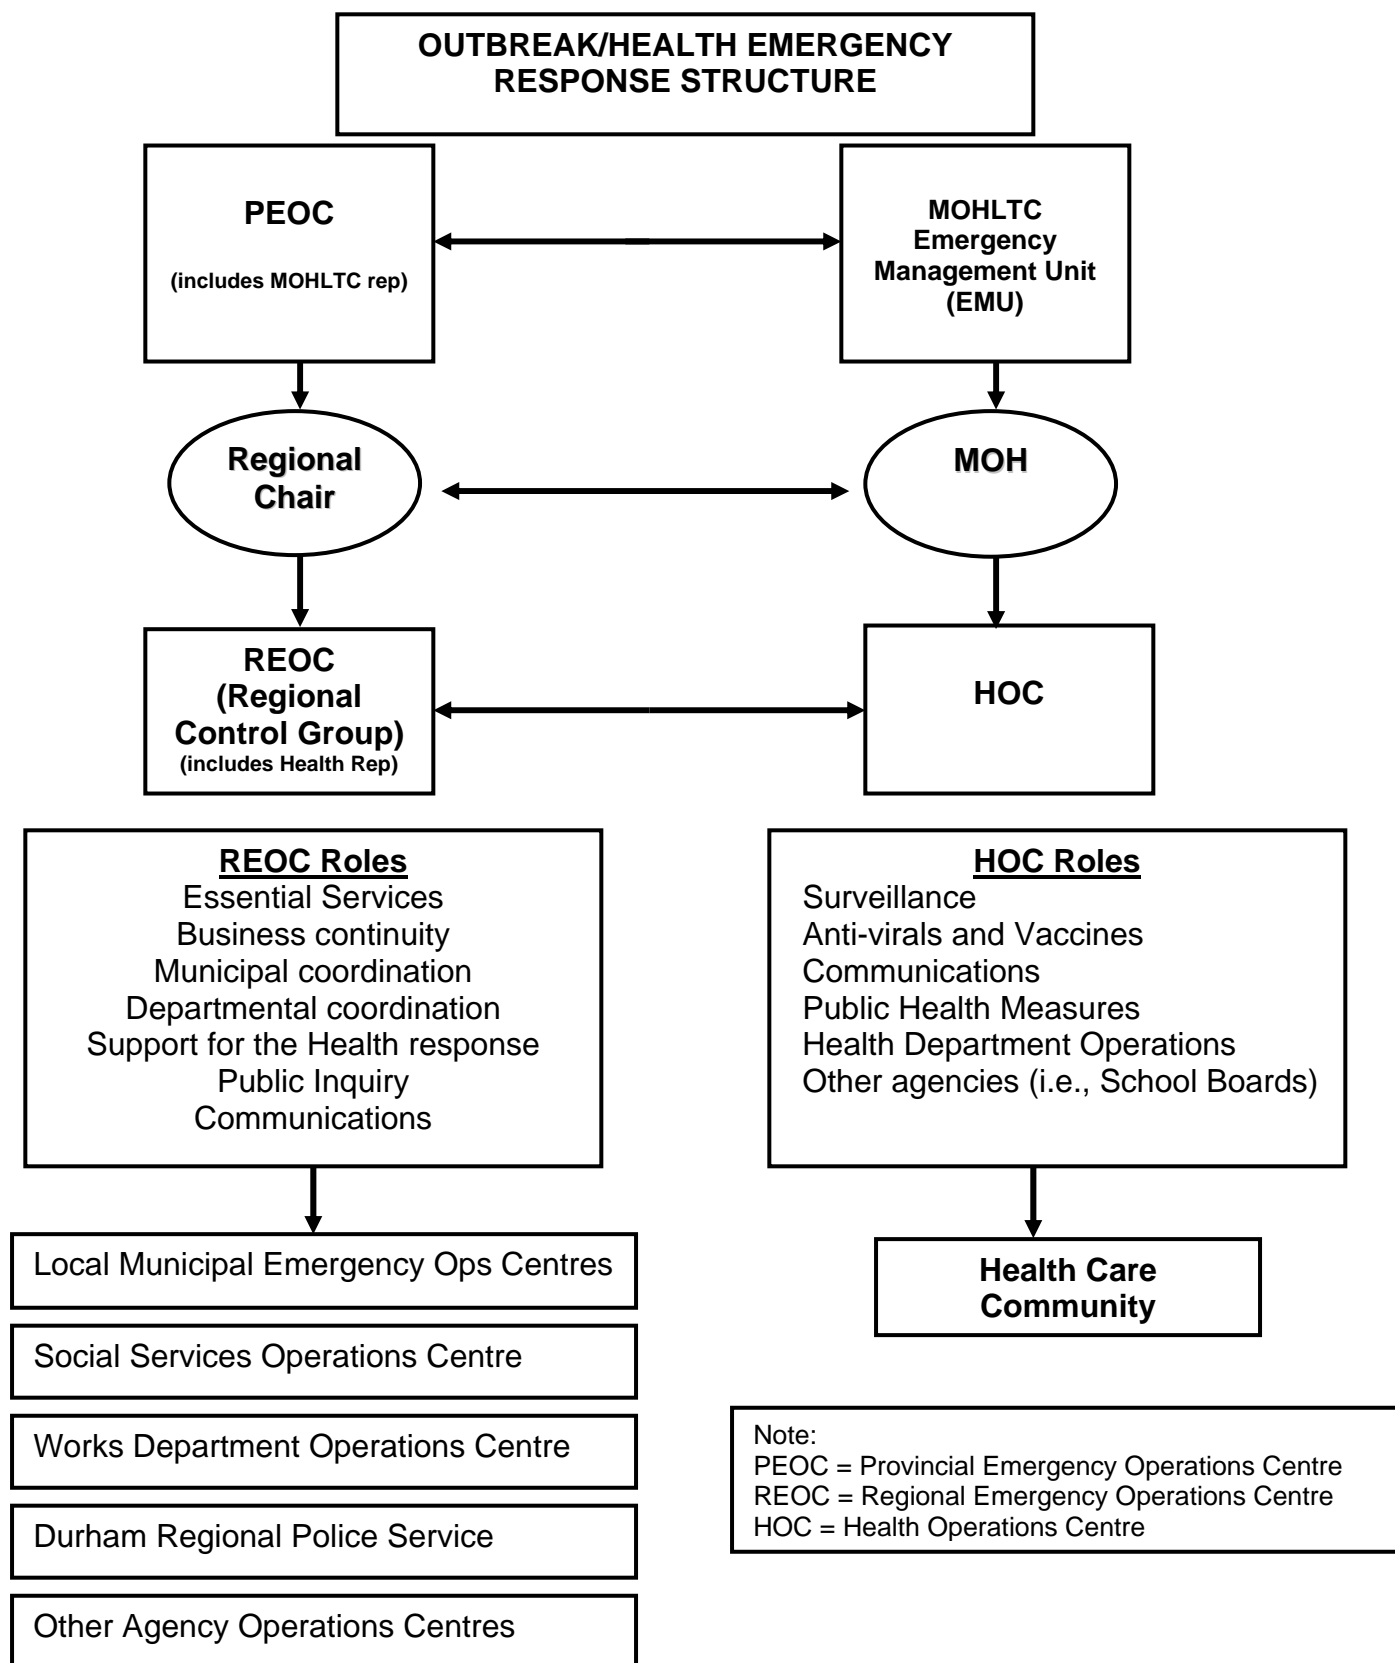 OUTBREAK/HEALTH EMERGENCY
RESPONSE STRUCTURE
PEOC
(includes MOHLTC rep)
MOHLTC
Emergency
Management Unit
(EMU)
Regional
Chair
MOH
REOC
(Regional
Control Group)
(includes Health Rep)
HOC
REOC Roles
Essential Services
Business continuity
Municipal coordination
Departmental coordination
Support for the Health response
Public Inquiry
Communications
HOC Roles
Surveillance
Anti-virals and Vaccines
Communications
Public Health Measures
Health Department Operations
Other agencies (i.e., School Boards)
Local Municipal Emergency Ops Centres
Social Services Operations Centre
Works Department Operations Centre
Durham Regional Police Service
Other Agency Operations Centres
Health Care
Community
Note:
PEOC = Provincial Emergency Operations Centre
REOC = Regional Emergency Operations Centre
HOC = Health Operations Centre